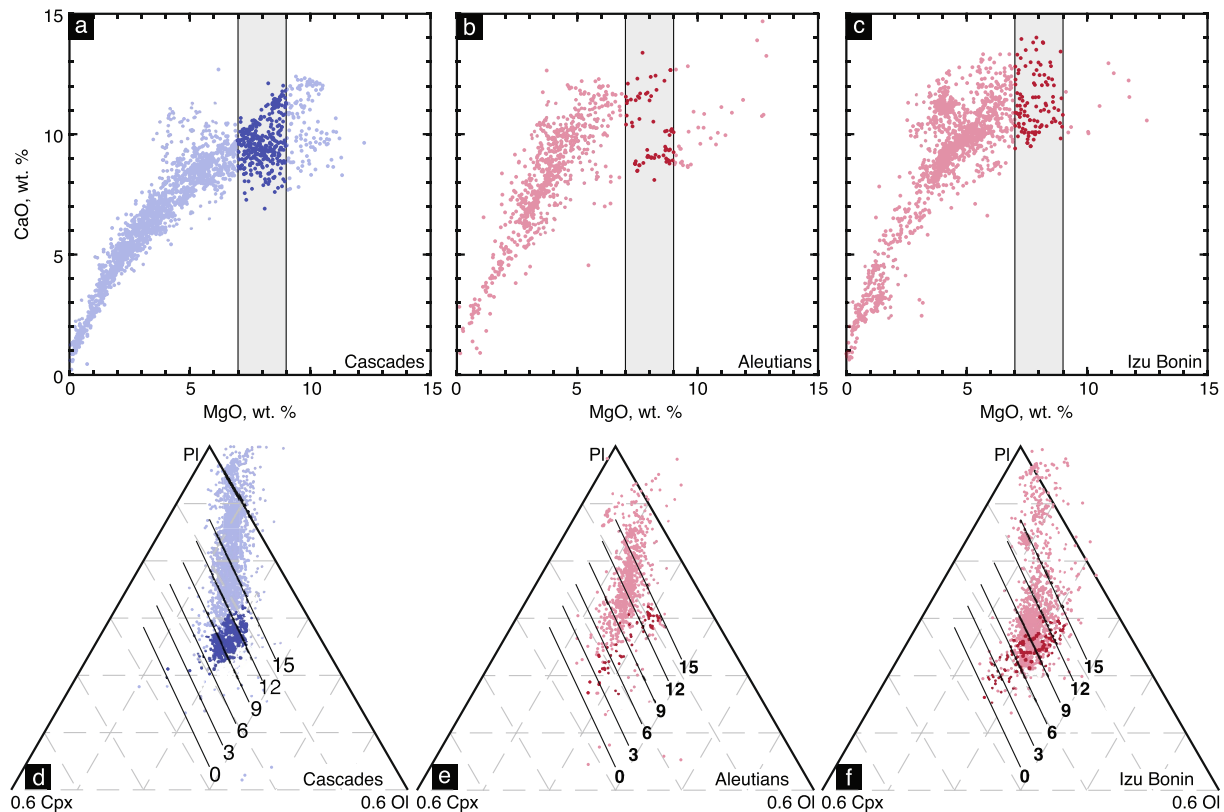 a
b
c
15
10
5
0
CaO, wt. %
Cascades
Aleutians
Izu Bonin
0 5 10 15
0 5 10 15
0 5 10 15
MgO, wt. %
MgO, wt. %
MgO, wt. %
Pl
Pl
Pl
15
12
9
6
3
0
15
12
9
6
3
0
15
12
9
6
3
0
d
Cascades
e
Aleutians
f
Izu Bonin
0.6 Cpx
0.6 Ol
0.6 Cpx
0.6 Ol
0.6 Cpx
0.6 Ol